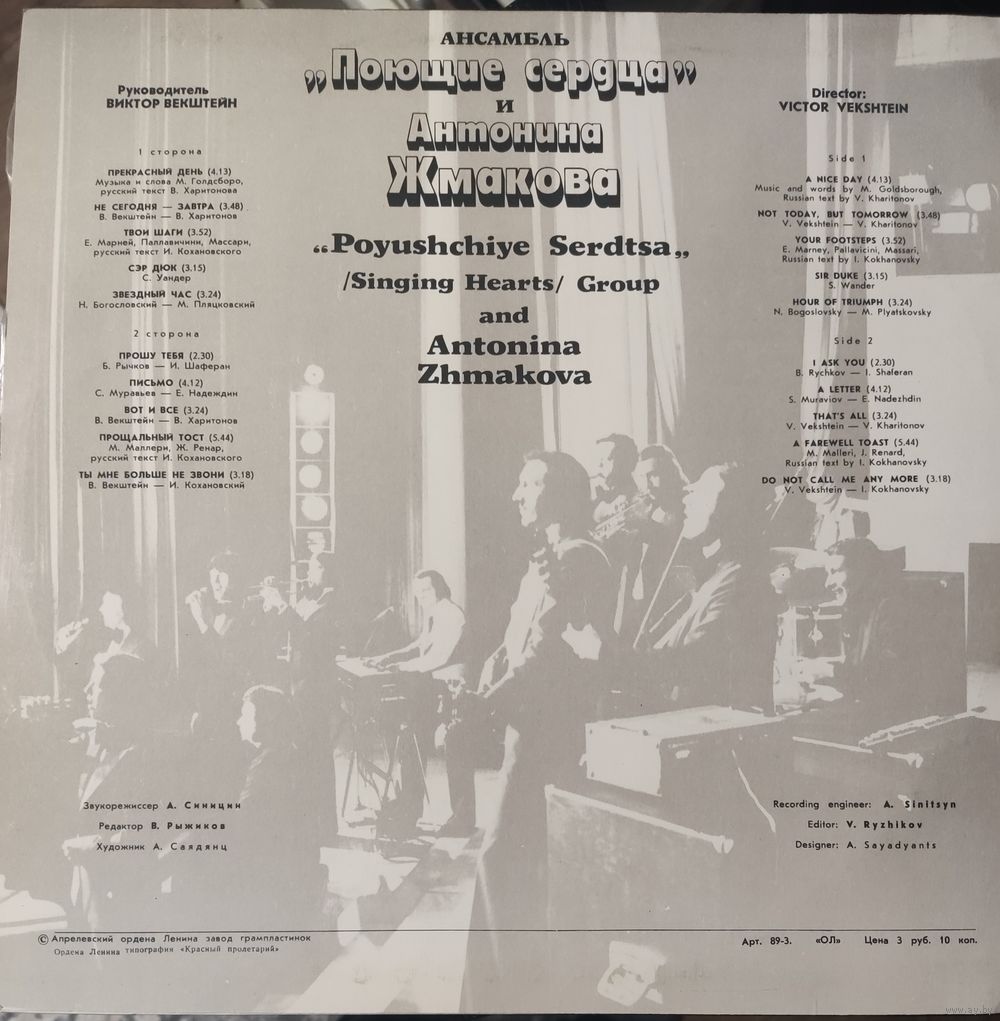 АНСАМБЛЬ
„Поющие сердца”
и
Антонина
Жмакова
„Poyushchiye Serdtsa„
/Singing Hearts/ Group
and
Antonina
Zhmakova
Руководитель
ВИКТОР ВЕКШТЕЙН
1 сторона
ПРЕКРАСНЫЙ ДЕНЬ (4.13)
Музыка и слова М. Голдсборо,
русский текст В. Харитонова
НЕ СЕГОДНЯ — ЗАВТРА (3.48)
В. Векштейн — В. Харитонов
ТВОИ ШАГИ (3.52)
Е. Марней, Паллавичини, Массари,
русский текст И. Кохановского
СЭР ДЮК (3.15)
С. Уандер
ЗВЕЗДНЫЙ ЧАС (3.24)
Н. Богословский — М. Пляцковский
2 сторона
ПРОШУ ТЕБЯ (2.30)
Б. Рычков — И. Шаферан
ПИСЬМО (4.12)
С. Муравьев — Е. Надеждин
ВОТ И ВСЕ (3.24)
В. Векштейн — В. Харитонов
ПРОЩАЛЬНЫЙ ТОСТ (5.44)
М. Маллери, Ж. Ренар,
русский текст И. Кохановского
ТЫ МНЕ БОЛЬШЕ НЕ ЗВОНИ (3.18)
В. Векштейн — И. Кохановский
Director:
VICTOR VEKSHTEIN
Side 1
A NICE DAY (4.13)
Music and words by M. Goldsborough,
Russian text by V. Kharitonov
NOT TODAY, BUT TOMORROW (3.48)
V. Vekshtein — V. Kharitonov
YOUR FOOTSTEPS (3.52)
E. Marney, Pallavicini, Massari,
Russian text by I. Kokhanovsky
SIR DUKE (3.15)
S. Wander
HOUR OF TRIUMPH (3.24)
N. Bogoslovsky — M. Plyatskovsky
Side 2
I ASK YOU (2.30)
B. Rychkov — I. Shaferan
A LETTER (4.12)
S. Muraviov — E. Nadezhdin
THAT'S ALL (3.24)
V. Vekshtein — V. Kharitonov
A FAREWELL TOAST (5.44)
M. Malleri, J. Renard,
Russian text by I. Kokhanovsky
DO NOT CALL ME ANY MORE (3.18)
V. Vekshtein — I. Kokhanovsky
Звукорежиссер А. Синицин
Редактор В. Рыжиков
Художник А. Саядянц
Recording engineer: A. Sinitsyn
Editor: V. Ryzhikov
Designer: A. Sayadyants
© Апрелевский ордена Ленина завод грампластинок
Ордена Ленина типография «Красный пролетарий»
Арт. 89-3. «ОЛ» Цена 3 руб. 10 коп.
www.ay.by